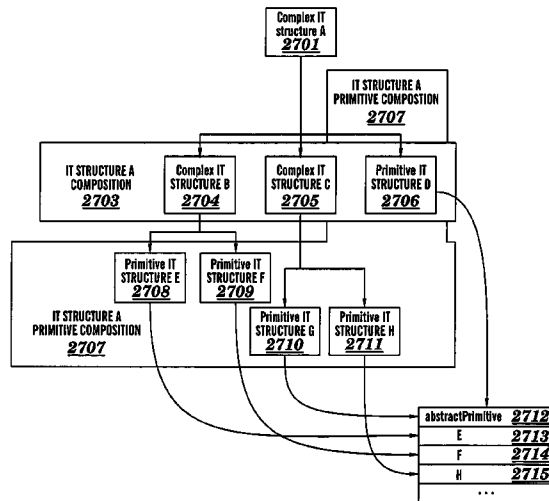 Complex IT
structure A
2701
IT STRUCTURE A
PRIMITIVE COMPOSTION
2707
IT STRUCTURE A
COMPOSITION
2703
Complex IT
STRUCTURE B
2704
Complex IT
STRUCTURE C
2705
Primitive IT
STRUCTURE D
2706
Primitive IT
STRUCTURE E
2708
Primitive IT
STRUCTURE F
2709
IT STRUCTURE A
PRIMITIVE COMPOSITION
2707
Primitive IT
STRUCTURE G
2710
Primitive IT
STRUCTURE H
2711
abstractPrimitive 2712
E 2713
F 2714
H 2715
...